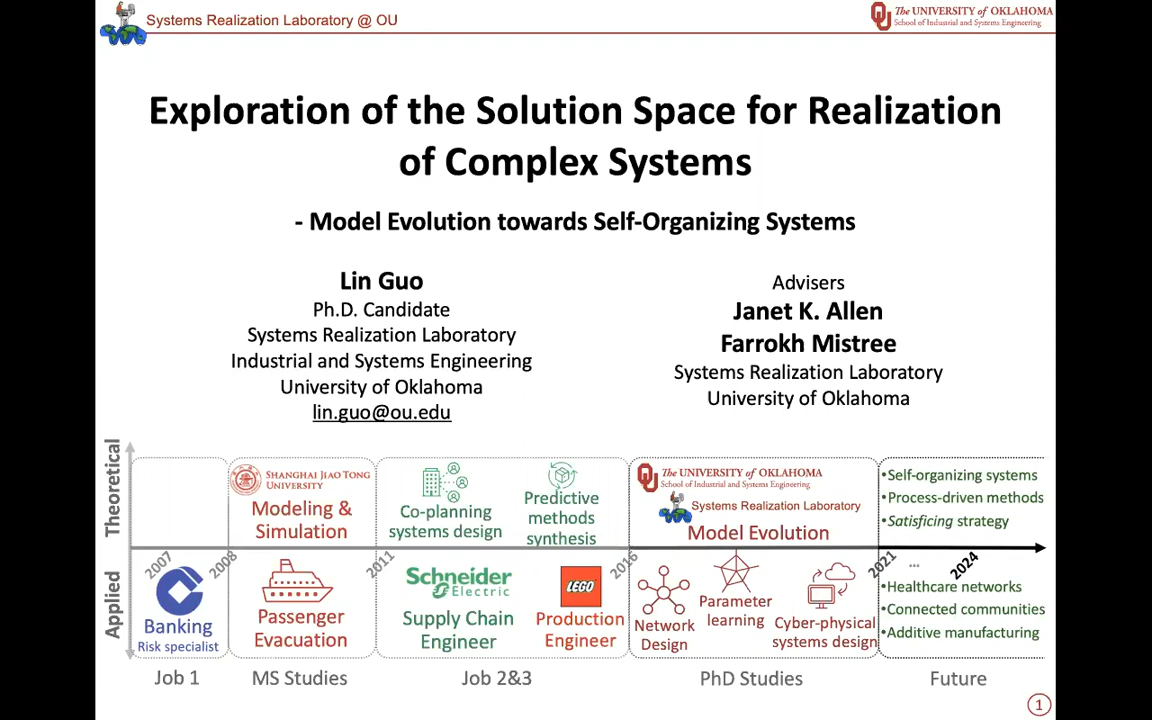 Systems Realization Laboratory @ OU
The UNIVERSITY of OKLAHOMA
School of Industrial and Systems Engineering
Exploration of the Solution Space for Realization
of Complex Systems
- Model Evolution towards Self-Organizing Systems
Lin Guo
Ph.D. Candidate
Systems Realization Laboratory
Industrial and Systems Engineering
University of Oklahoma
lin.guo@ou.edu
Advisers
Janet K. Allen
Farrokh Mistree
Systems Realization Laboratory
University of Oklahoma
Theoretical
SHANGHAI JIAO TONG
UNIVERSITY
Modeling &
Simulation
Co-planning
systems design
Predictive
methods
synthesis
The UNIVERSITY of OKLAHOMA
School of Industrial and Systems Engineering
Systems Realization Laboratory
Model Evolution
•Self-organizing systems
•Process-driven methods
•Satisficing strategy
2007
2008
2011
2016
2021
...
2024
Applied
Banking
Risk specialist
Passenger
Evacuation
Schneider
Electric
Supply Chain
Engineer
LEGO
Production
Engineer
Network
Design
Parameter
learning
Cyber-physical
systems design
•Healthcare networks
•Connected communities
•Additive manufacturing
Job 1
MS Studies
Job 2&3
PhD Studies
Future
1